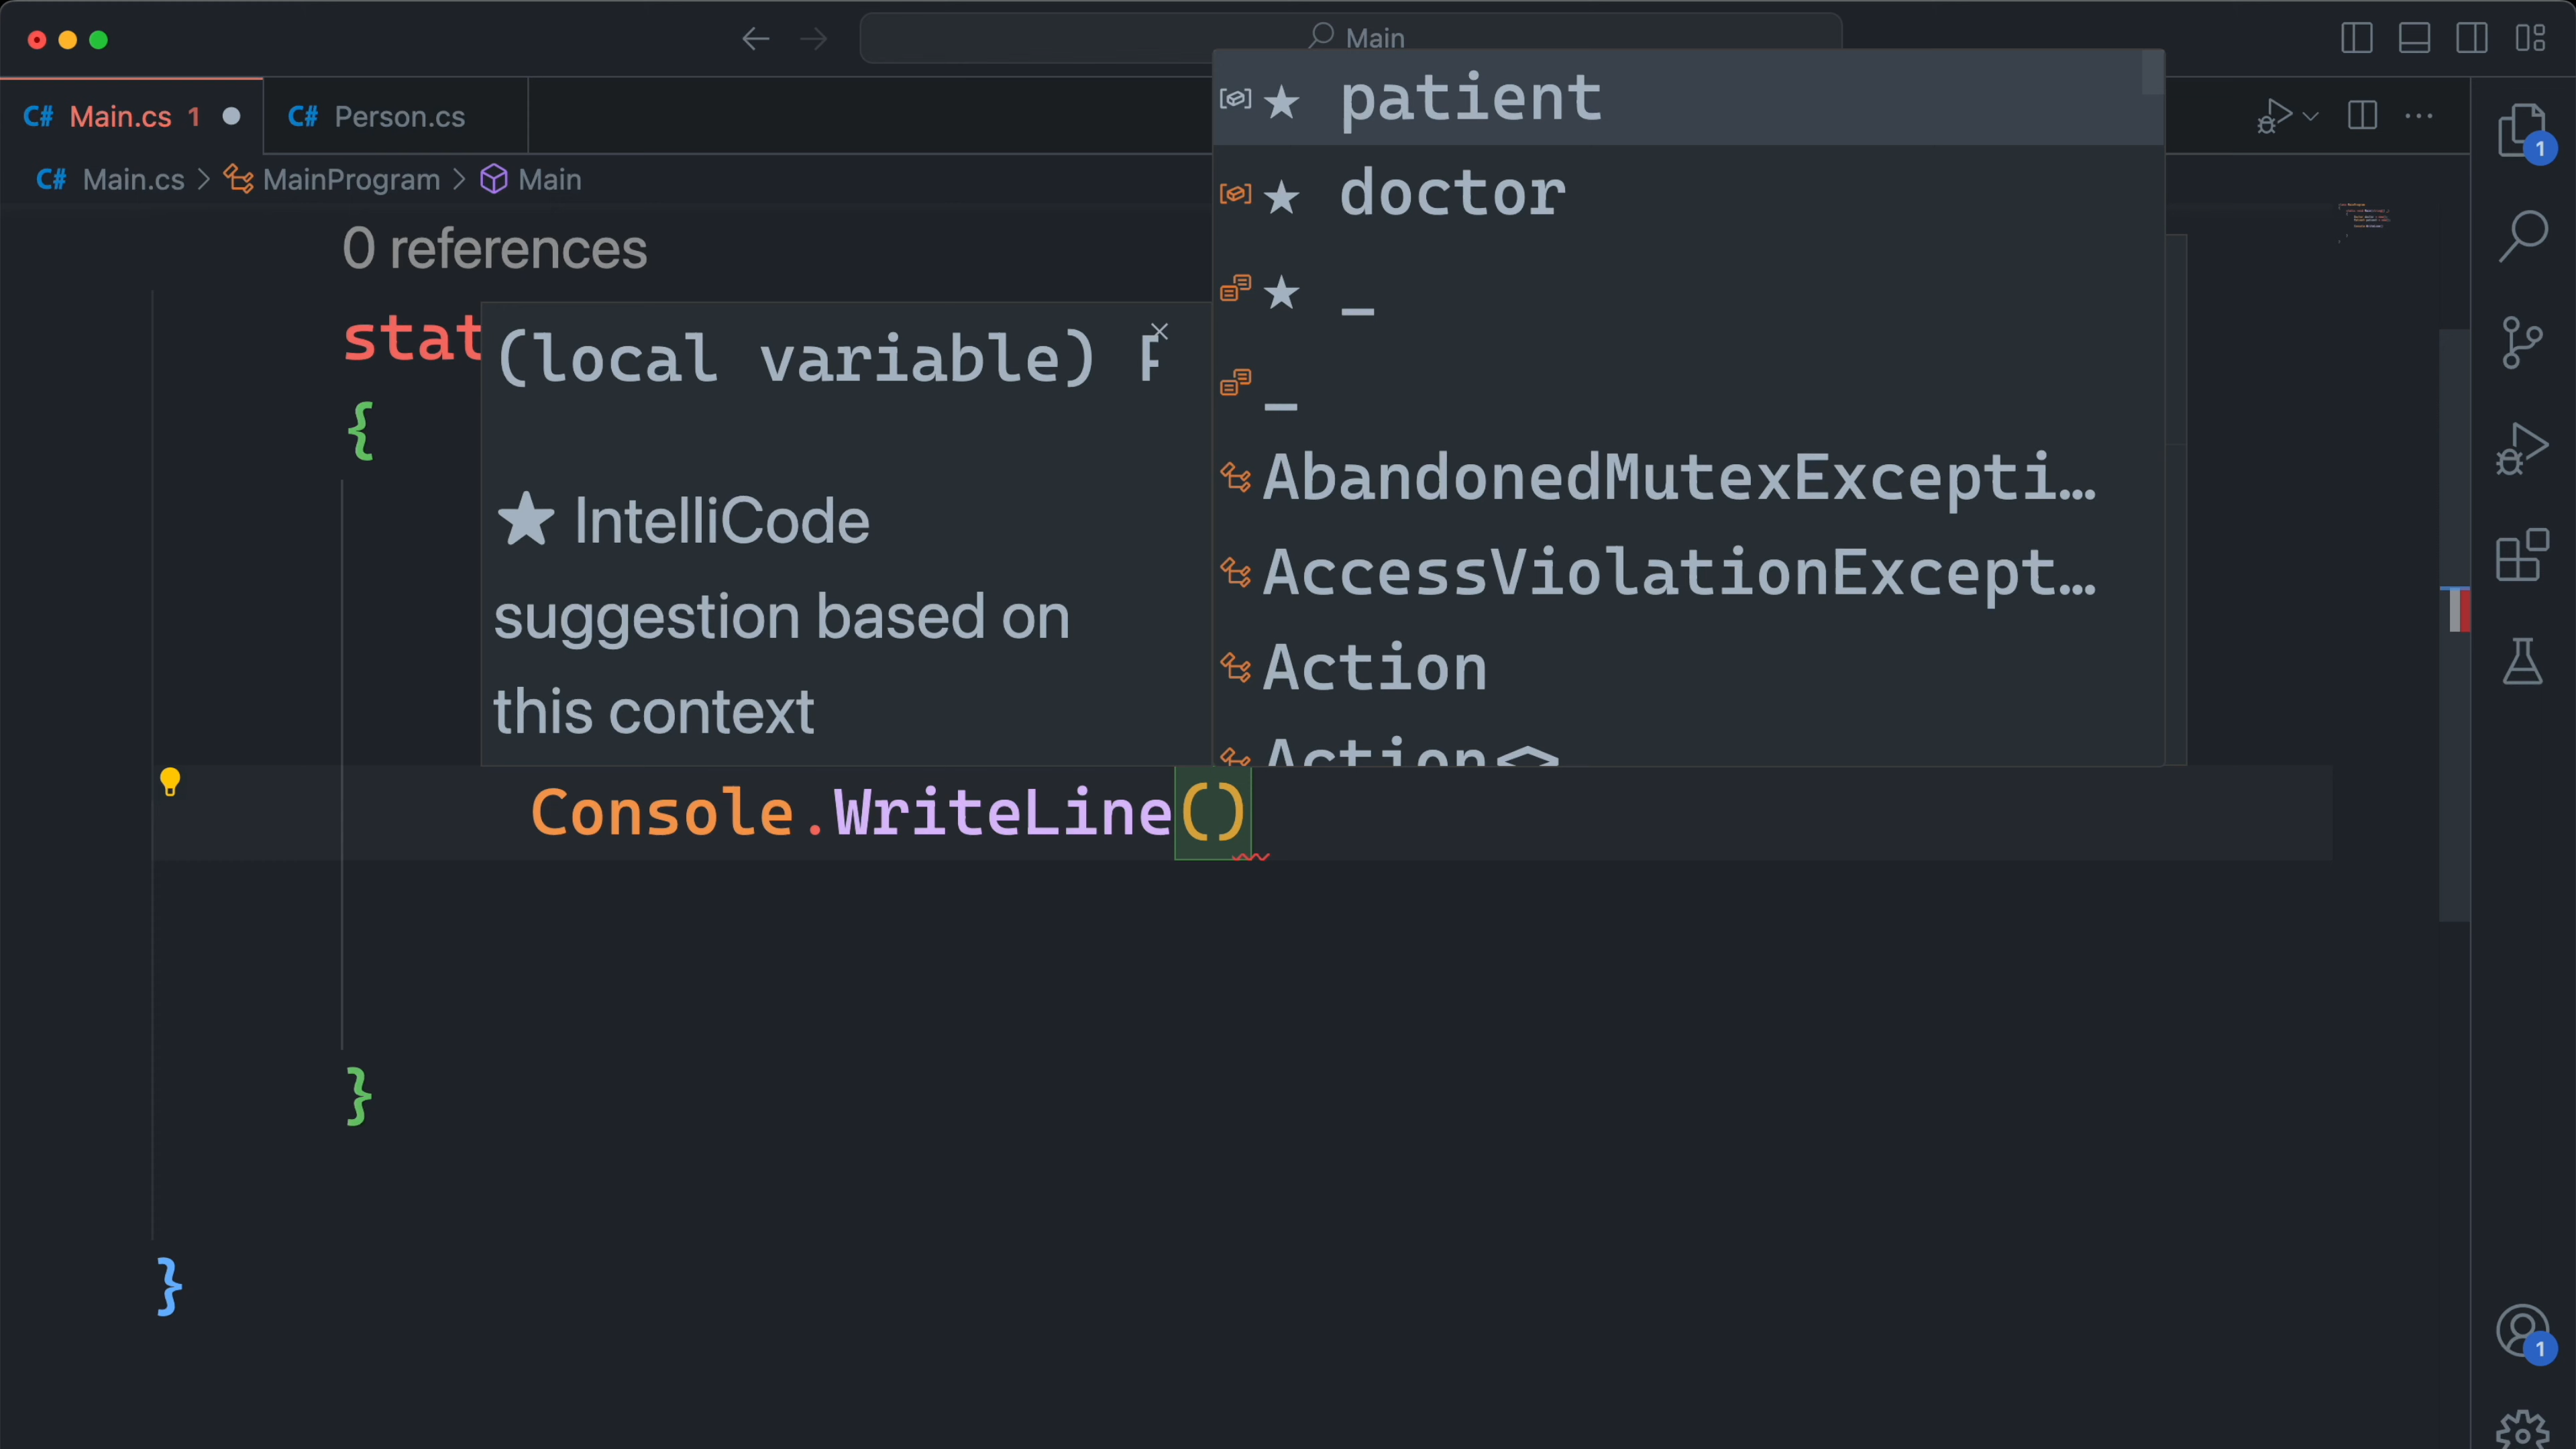 Main
C# Main.cs 1
C# Person.cs
C# Main.cs > MainProgram > Main
0 references
stat
{
(local variable)
★ IntelliCode
suggestion based on
this context
★ patient
★ doctor
★ _
_
AbandonedMutexExcepti…
AccessViolationExcept…
Action
Action<>
Console.WriteLine()
}
}
1
1